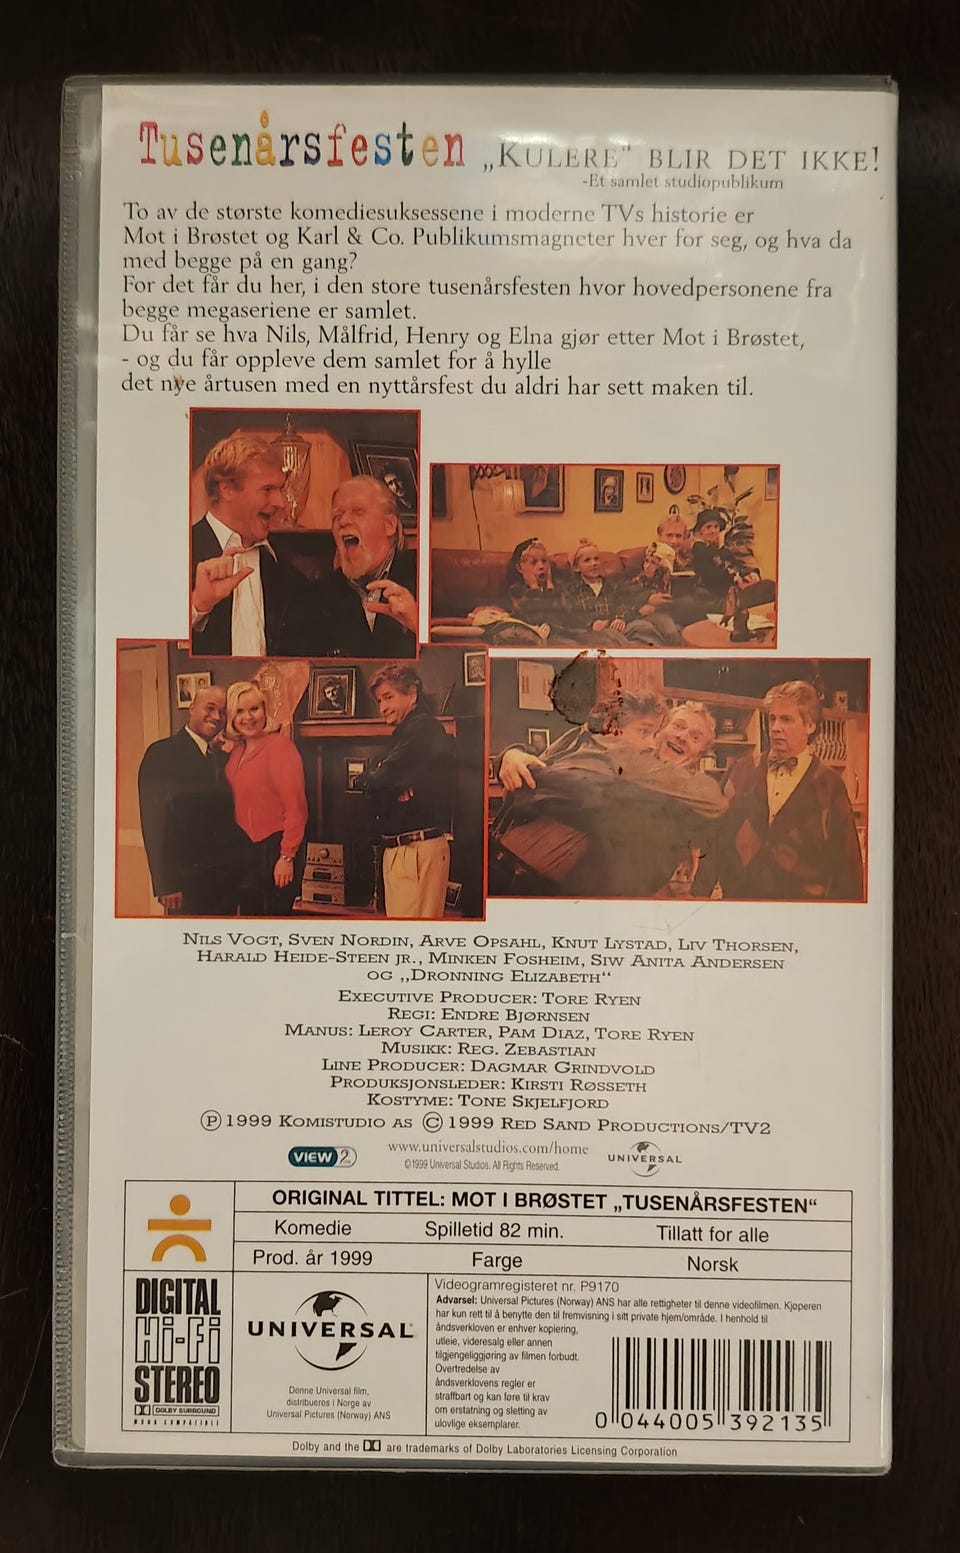 Tusenårsfesten „KULERE" BLIR DET IKKE!
-Et samlet studiopublikum
To av de største komediesuksessene i moderne TVs historie er
Mot i Brøstet og Karl & Co. Publikumsmagneter hver for seg, og hva da
med begge på en gang?
For det får du her, i den store tusenårsfesten hvor hovedpersonene fra
begge megaseriene er samlet.
Du får se hva Nils, Målfrid, Henry og Elna gjør etter Mot i Brøstet,
- og du får oppleve dem samlet for å hylle
det nye årtusen med en nyttårsfest du aldri har sett maken til.
NILS VOGT, SVEN NORDIN, ARVE OPSAHL, KNUT LYSTAD, LIV THORSEN,
HARALD HEIDE-STEEN JR., MINKEN FOSHEIM, SIW ANITA ANDERSEN
OG „DRONNING ELIZABETH“
EXECUTIVE PRODUCER: TORE RYEN
REGI: ENDRE BJØRNSEN
MANUS: LEROY CARTER, PAM DIAZ, TORE RYEN
MUSIKK: REG. ZEBASTIAN
LINE PRODUCER: DAGMAR GRINDVOLD
PRODUKSJONSLEDER: KIRSTI RØSSETH
KOSTYME: TONE SKJELFJORD
Ⓟ 1999 KOMISTUDIO AS © 1999 RED SAND PRODUCTIONS/TV2
VIEW 2
www.universalstudios.com/home
©1999 Universal Studios. All Rights Reserved.
UNIVERSAL
ORIGINAL TITTEL: MOT I BRØSTET „TUSENÅRSFESTEN“
Komedie Spilletid 82 min. Tillatt for alle
Prod. år 1999 Farge Norsk
DIGITAL
Hi-Fi
STEREO
DOLBY SURROUND
MONO COMPATIBLE
UNIVERSAL
Denne Universal film,
distribueres i Norge av
Universal Pictures (Norway) ANS
Videogramregisteret nr. P9170
Advarsel: Universal Pictures (Norway) ANS har alle rettigheter til denne videofilmen. Kjøperen
har kun rett til å benytte den til fremvisning i sitt private hjem/område. I henhold til
åndsverkloven er enhver kopiering,
utleie, videresalg eller annen
tilgjengeliggjøring av filmen forbudt.
Overtredelse av
åndsverklovens regler er
straffbart og kan føre til krav
om erstatning og sletting av
ulovlige eksemplarer.
0 044005 392135
Dolby and the are trademarks of Dolby Laboratories Licensing Corporation